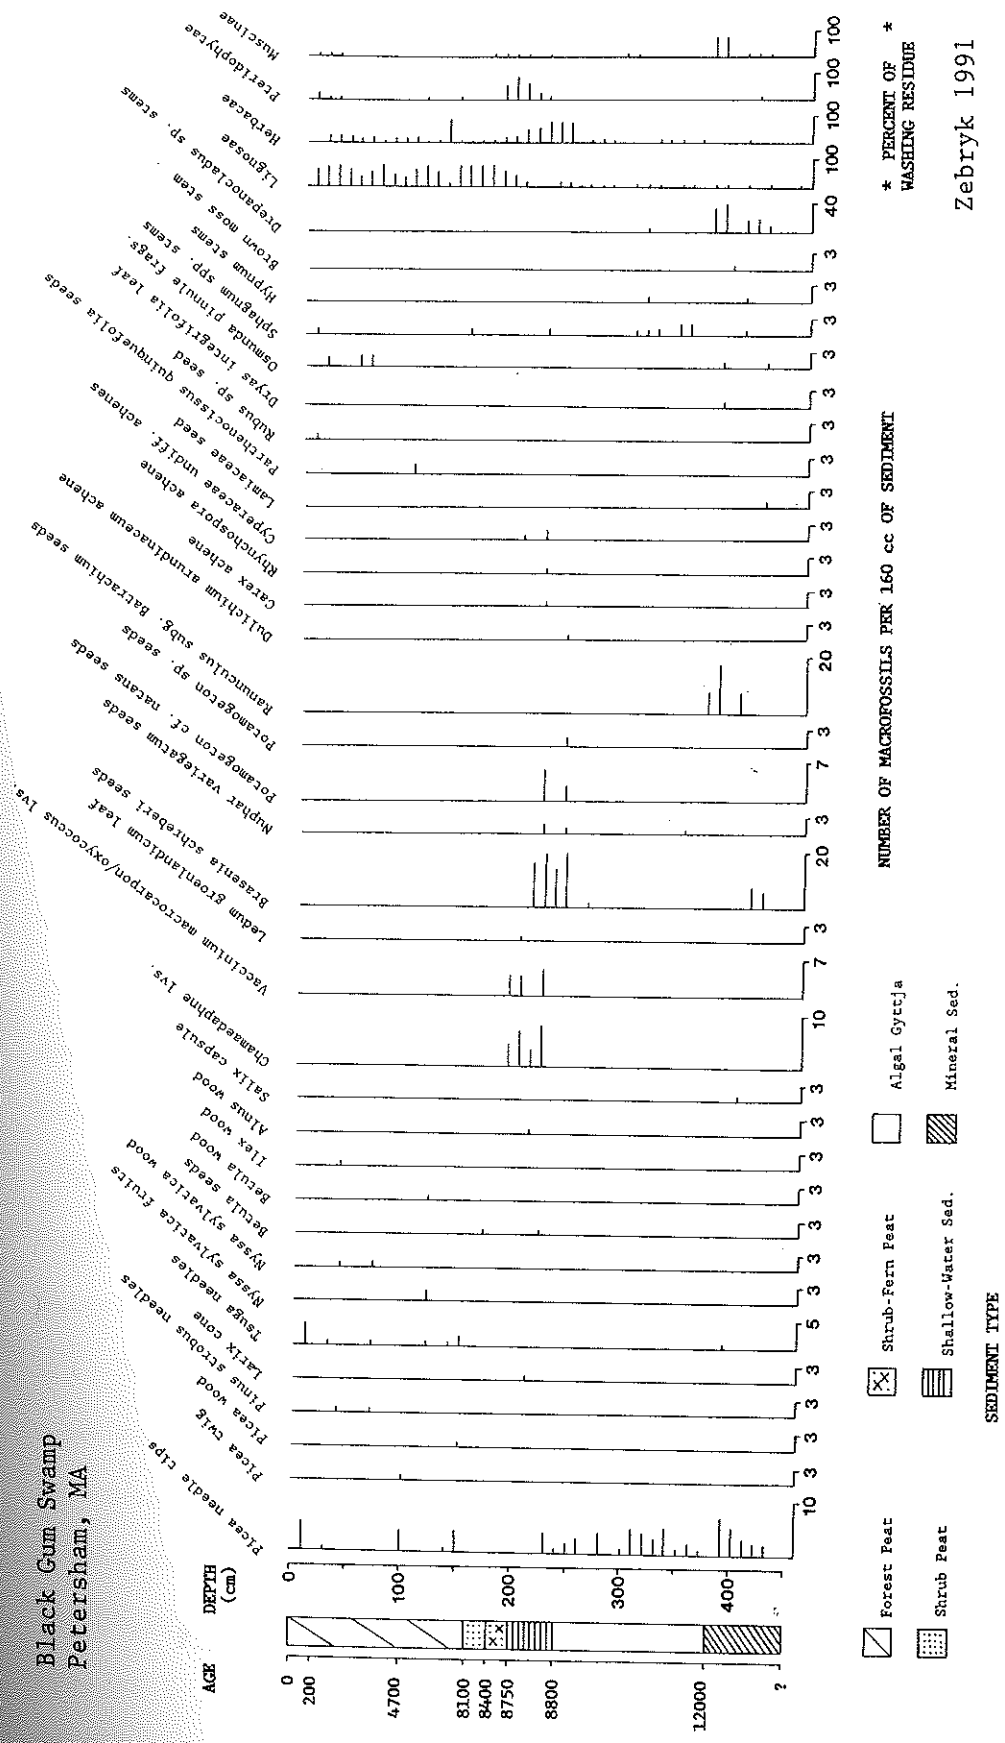 Black Gum Swamp
Petersham, MA
AGE
DEPTH
(cm)
0
200
4700
8100
8400
8750
8800
12000
?
0
100
200
300
400
Picea needle tips
Picea twig
Picea wood
Pinus strobus needles
Larix cone
Tsuga needles
Nyssa sylvatica fruits
Nyssa sylvatica wood
Betula seeds
Betula wood
Ilex wood
Alnus wood
Salix capsule
Chamaedaphne lvs.
Vaccinium macrocarpon/oxycoccus lvs.
Ledum groenlandicum leaf
Brasenia schreberi seeds
Nuphar variegatum seeds
Potamogeton cf. natans seeds
Potamogeton sp. seeds
Ranunculus subg. Batrachium seeds
Dulichium arundinaceum achene
Carex achene
Rhynchospora achene
Cyperaceae undiff. achenes
Lamiaceae seed
Parthenocissus quinquefolia seeds
Rubus sp. seed
Dryas integrifolia leaf
Osmunda pinnule frags.
Sphagnum spp. stems
Hypnum stems
Brown moss stem
Drepanocladus sp. stems
Lignosae
Herbacae
Pteridophytae
Muscinae
10
3
3
3
3
5
3
3
3
3
3
3
3
10
7
3
20
3
7
3
20
3
3
3
3
3
3
3
3
3
3
3
3
40
100
100
100
100
NUMBER OF MACROFOSSILS PER 160 cc OF SEDIMENT
* PERCENT OF *
WASHING RESIDUE
Zebryk 1991
Forest Peat
Shrub-Fern Peat
Algal Gyttja
Shrub Peat
Shallow-Water Sed.
Mineral Sed.
SEDIMENT TYPE